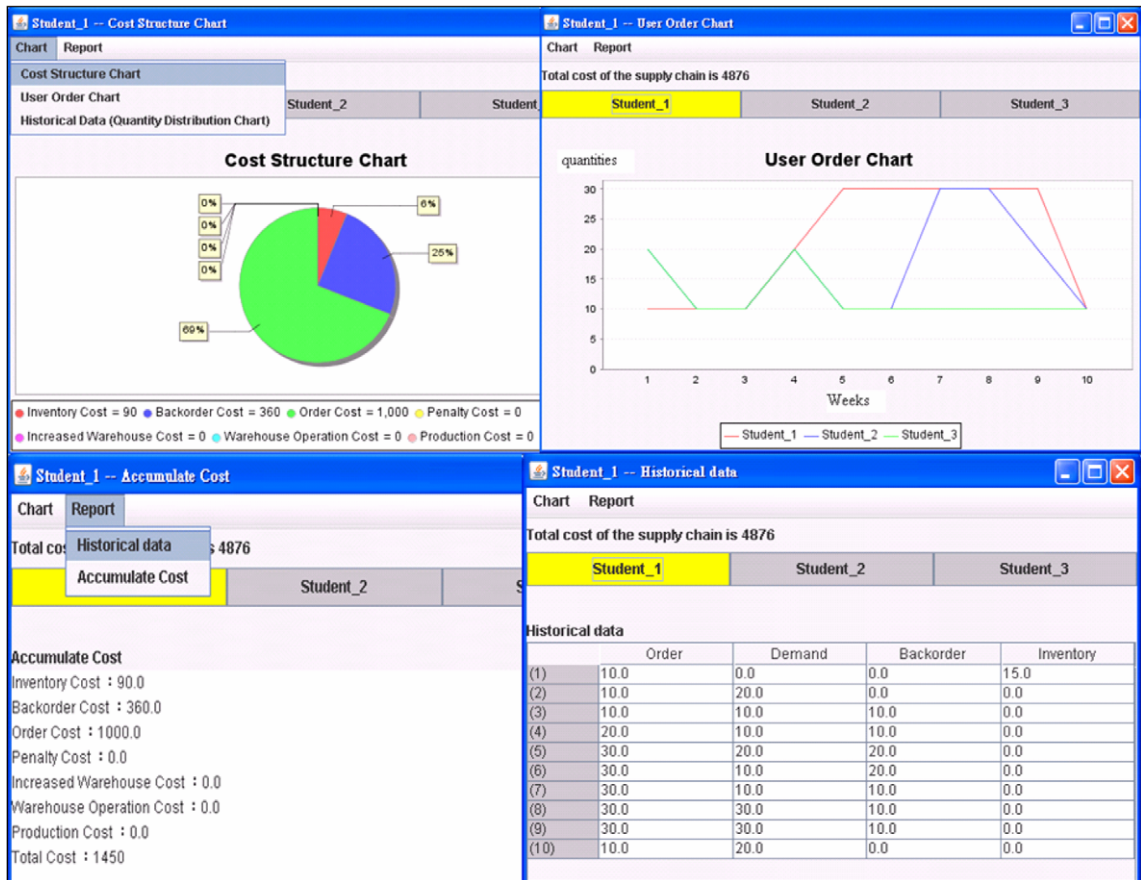 Student_1 -- Cost Structure Chart
Chart Report
Cost Structure Chart
User Order Chart
Historical Data (Quantity Distribution Chart)
Student_2 Student_
Cost Structure Chart
0%
0%
0%
0%
6%
25%
69%
Inventory Cost = 90 Backorder Cost = 360 Order Cost = 1,000 Penalty Cost = 0
Increased Warehouse Cost = 0 Warehouse Operation Cost = 0 Production Cost = 0
Student_1 -- User Order Chart
Chart Report
Total cost of the supply chain is 4876
Student_1 Student_2 Student_3
quantities
User Order Chart
30
25
20
15
10
5
0
1 2 3 4 5 6 7 8 9 10
Weeks
Student_1 Student_2 Student_3
Student_1 -- Accumulate Cost
Chart Report
Historical data
Accumulate Cost
Total cos s 4876
Student_2 S
Accumulate Cost
Inventory Cost : 90.0
Backorder Cost : 360.0
Order Cost : 1000.0
Penalty Cost : 0.0
Increased Warehouse Cost : 0.0
Warehouse Operation Cost : 0.0
Production Cost : 0.0
Total Cost : 1450
Student_1 -- Historical data
Chart Report
Total cost of the supply chain is 4876
Student_1 Student_2 Student_3
Historical data
Order Demand Backorder Inventory
(1) 10.0 0.0 0.0 15.0
(2) 10.0 20.0 0.0 0.0
(3) 10.0 10.0 10.0 0.0
(4) 20.0 10.0 10.0 0.0
(5) 30.0 20.0 20.0 0.0
(6) 30.0 10.0 20.0 0.0
(7) 30.0 10.0 10.0 0.0
(8) 30.0 30.0 10.0 0.0
(9) 30.0 30.0 10.0 0.0
(10) 10.0 20.0 0.0 0.0